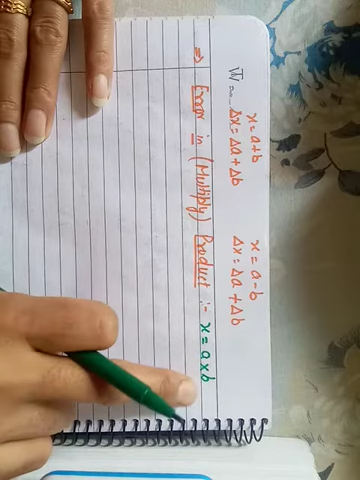 x = a+b x = a-b
Δx = Δa + Δb Δx = Δa + Δb
⇒ Error in (Multiply) Product :- x = a×b